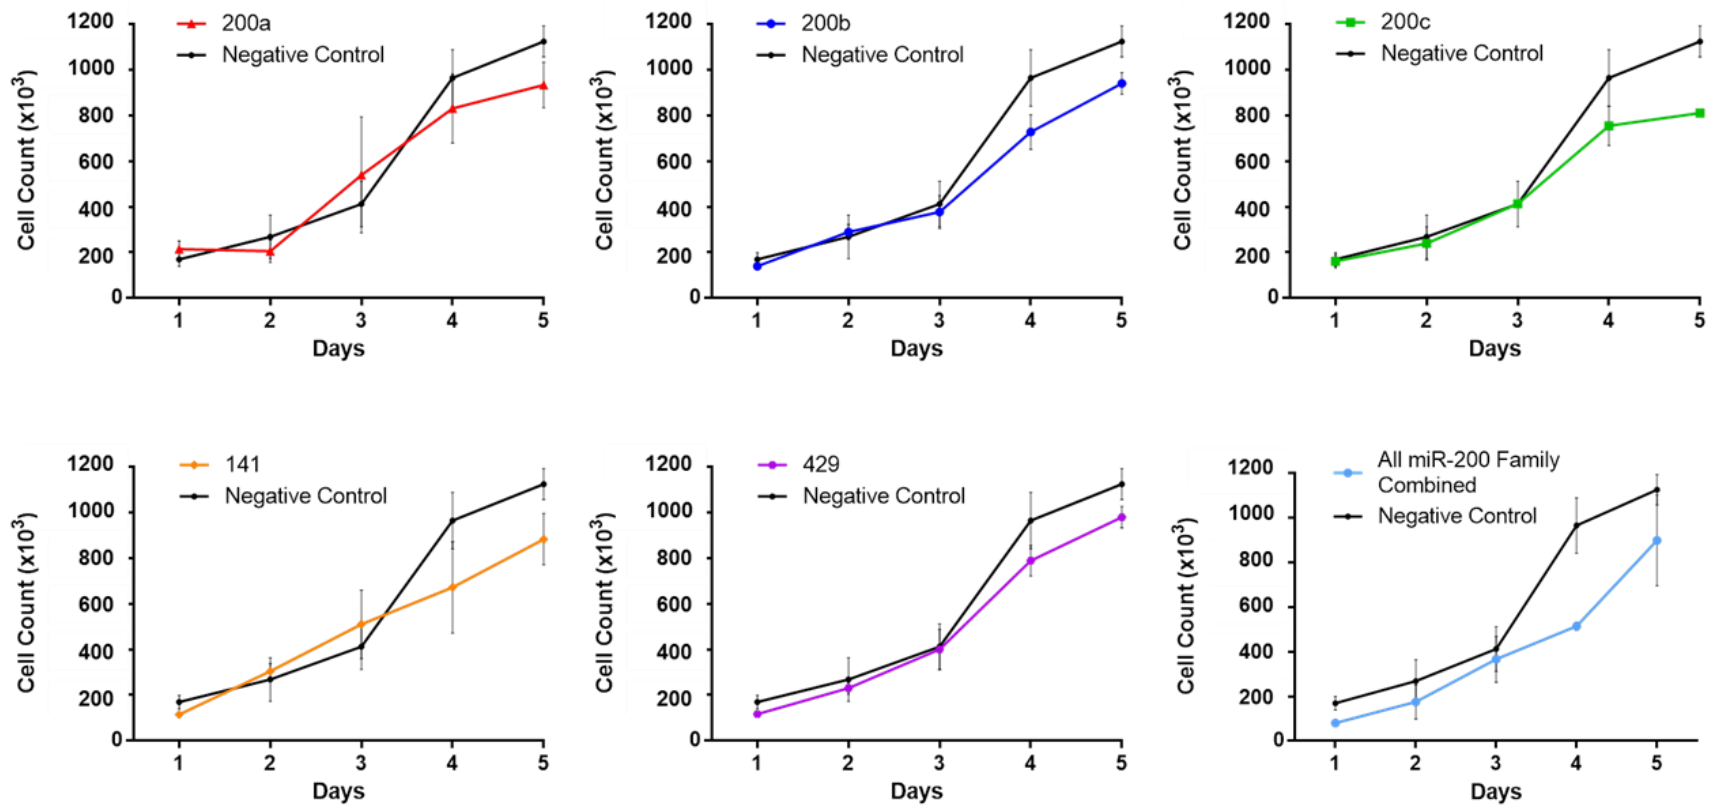 200a
Negative Control
Cell Count (x10³)
1200
1000
800
600
400
200
0
1 2 3 4 5
Days
200b
Negative Control
Cell Count (x10³)
1200
1000
800
600
400
200
0
1 2 3 4 5
Days
200c
Negative Control
Cell Count (x10³)
1200
1000
800
600
400
200
0
1 2 3 4 5
Days
141
Negative Control
Cell Count (x10³)
1200
1000
800
600
400
200
0
1 2 3 4 5
Days
429
Negative Control
Cell Count (x10³)
1200
1000
800
600
400
200
0
1 2 3 4 5
Days
All miR-200 Family
Combined
Negative Control
Cell Count (x10³)
1200
1000
800
600
400
200
0
1 2 3 4 5
Days